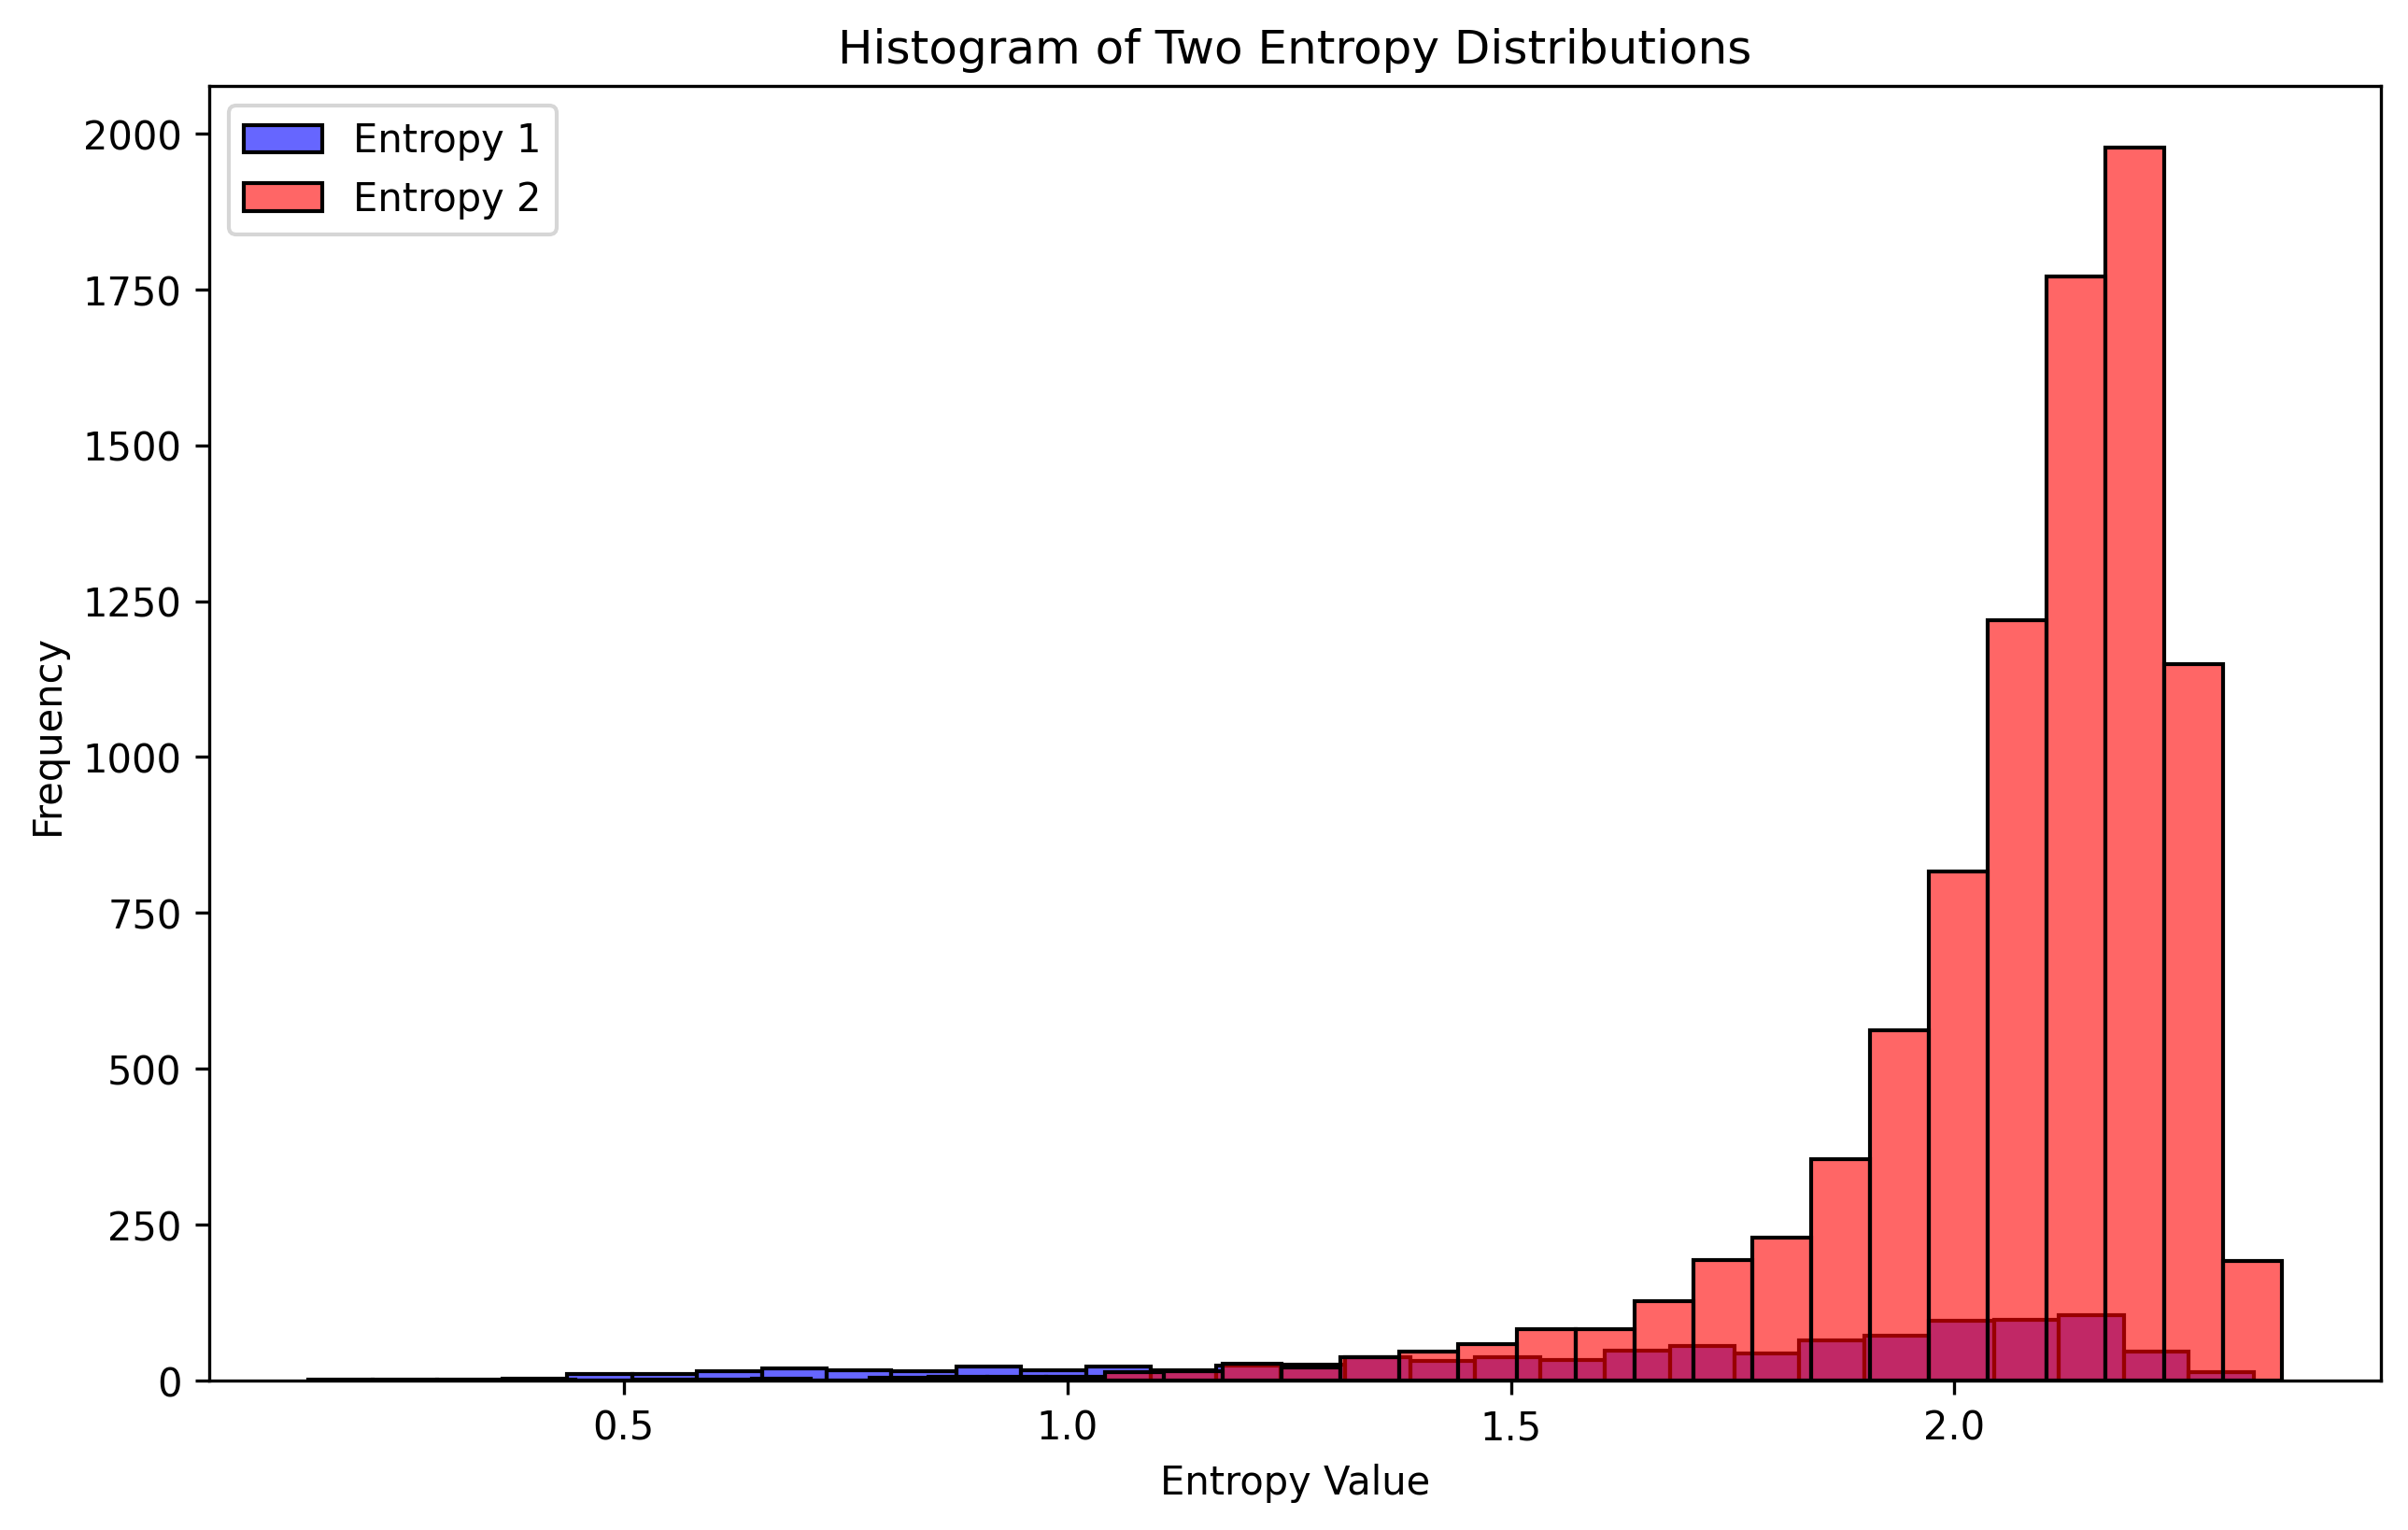 Histogram of Two Entropy Distributions
Entropy 1
Entropy 2
2000
1750
1500
1250
1000
750
500
250
0
Frequency
0.5 1.0 1.5 2.0
Entropy Value